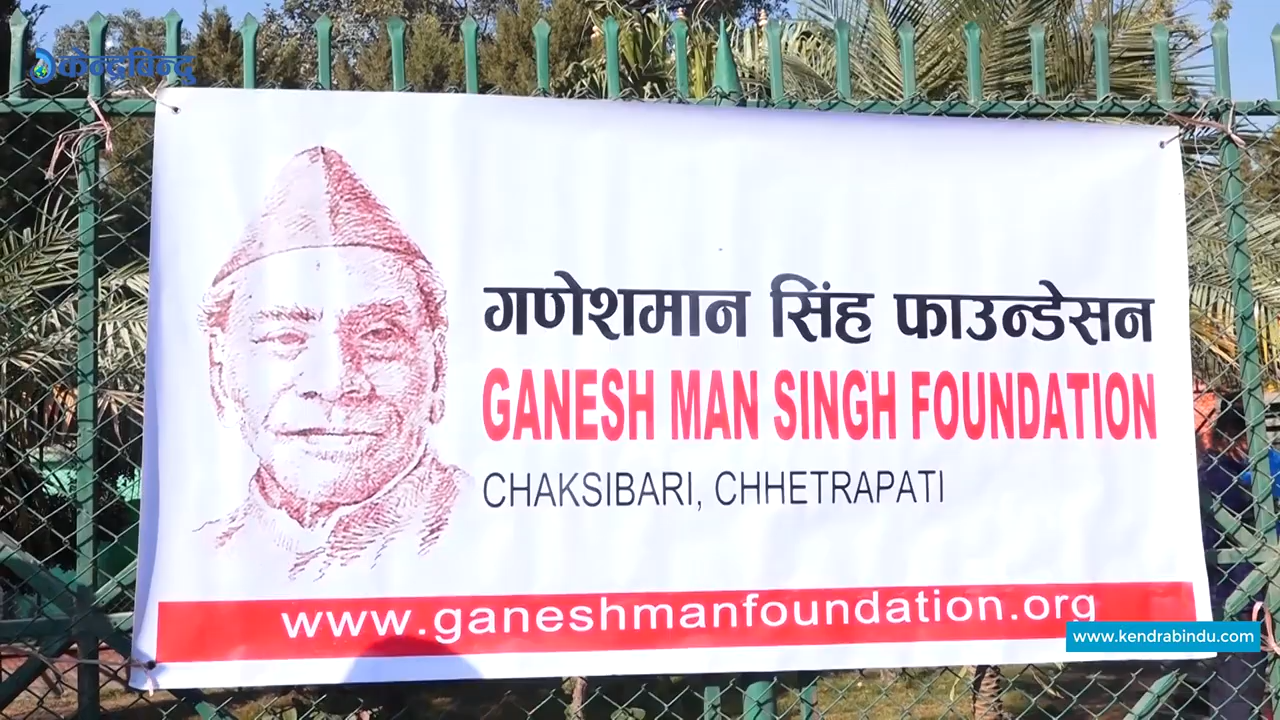 केन्द्रबिन्दु
गणेशमान सिंह फाउन्डेसन
GANESH MAN SINGH FOUNDATION
CHAKSIBARI, CHHETRAPATI
www.ganeshmanfoundation.org
www.kendrabindu.com